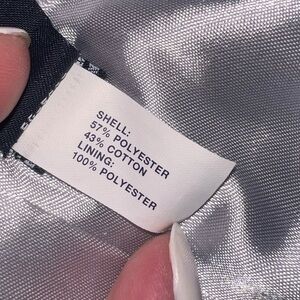 SHELL:
57% POLYESTER
43% COTTON
LINING:
100% POLYESTER